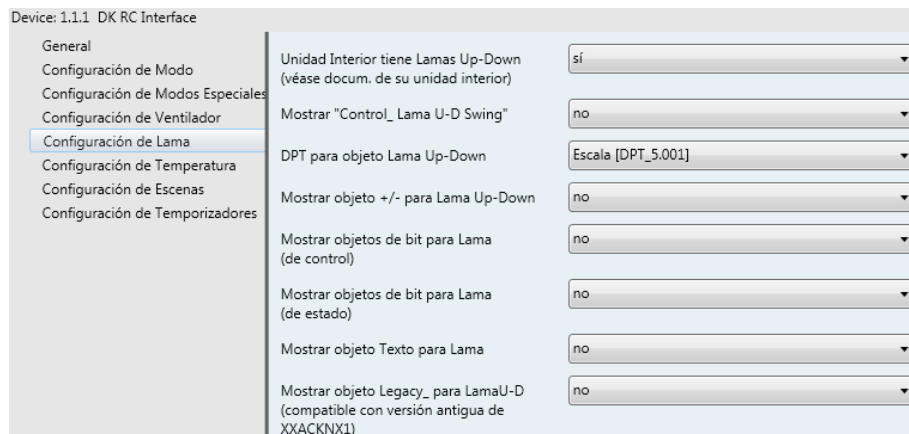 Device: 1.1.1  DK RC Interface
General
Configuración de Modo
Configuración de Modos Especiales
Configuración de Ventilador
Configuración de Lama
Configuración de Temperatura
Configuración de Escenas
Configuración de Temporizadores
Unidad Interior tiene Lamas Up-Down
sí
(véase docum. de su unidad interior)
Mostrar "Control_ Lama U-D Swing"
no
DPT para objeto Lama Up-Down
Escala [DPT_5.001]
Mostrar objeto +/- para Lama Up-Down
no
Mostrar objetos de bit para Lama
no
(de control)
Mostrar objetos de bit para Lama
no
(de estado)
Mostrar objeto Texto para Lama
no
Mostrar objeto Legacy_ para LamaU-D
no
(compatible con versión antigua de
XXACKNX1)